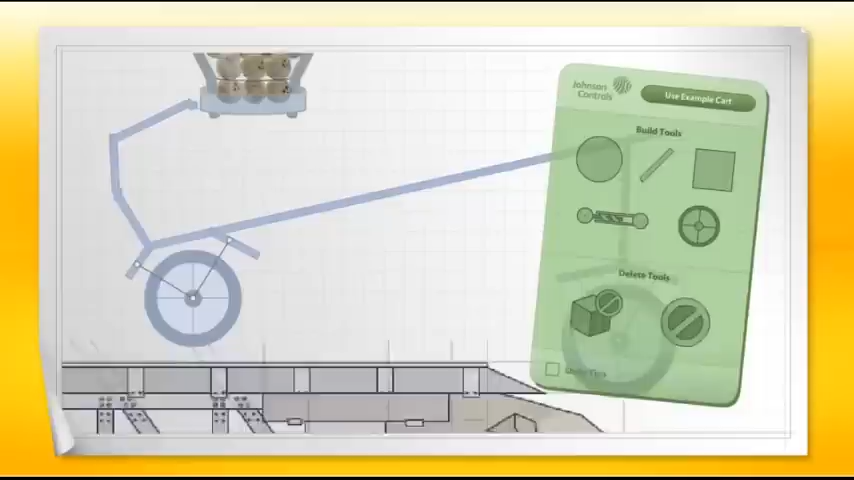 Johnson
Controls
Use Example Cart
Build Tools
Delete Tools